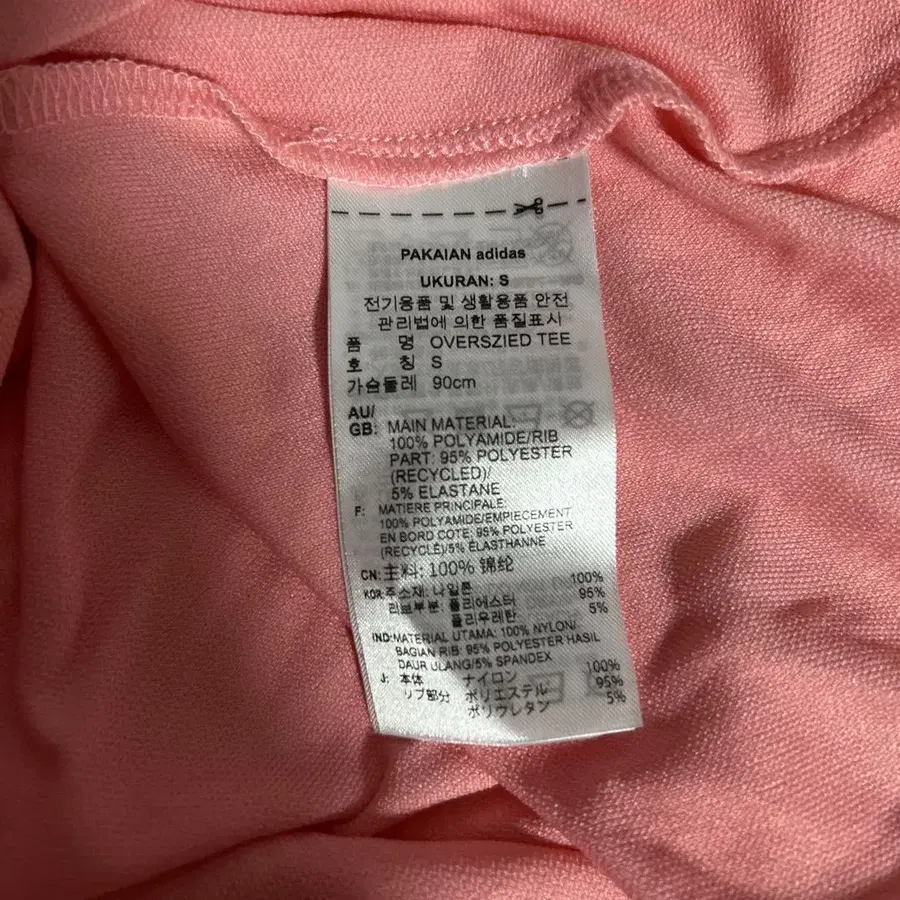 PAKAIAN adidas
UKURAN: S
전기용품 및 생활용품 안전
관리법에 의한 품질표시
품 명 OVERSZIED TEE
호 칭 S
가슴둘레 90cm
AU/
GB: MAIN MATERIAL:
100% POLYAMIDE/RIB
PART: 95% POLYESTER
(RECYCLED)/
5% ELASTANE
F: MATIERE PRINCIPALE:
100% POLYAMIDE/EMPIECEMENT
EN BORD COTE: 95% POLYESTER
(RECYCLÉ)/5% ÉLASTHANNE
CN: 主料: 100% 锦纶
KOR: 주소재: 나일론 100%
리브부분: 폴리에스터 95%
폴리우레탄 5%
IND: MATERIAL UTAMA: 100% NYLON/
BAGIAN RIB: 95% POLYESTER HASIL
DAUR ULANG/5% SPANDEX
J: 本体 ナイロン 100%
リブ部分 ポリエステル 95%
ポリウレタン 5%